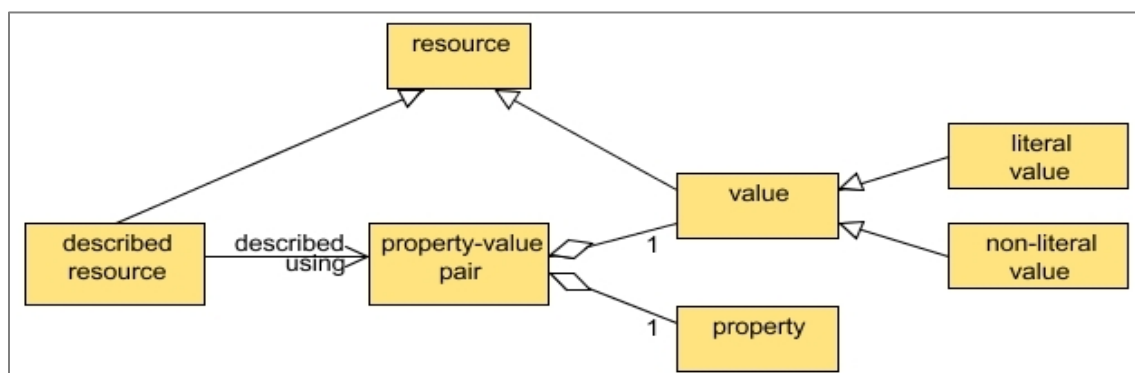 resource
literal
value
value
described
resource
described
using
property-value
pair
1
non-literal
value
1
property